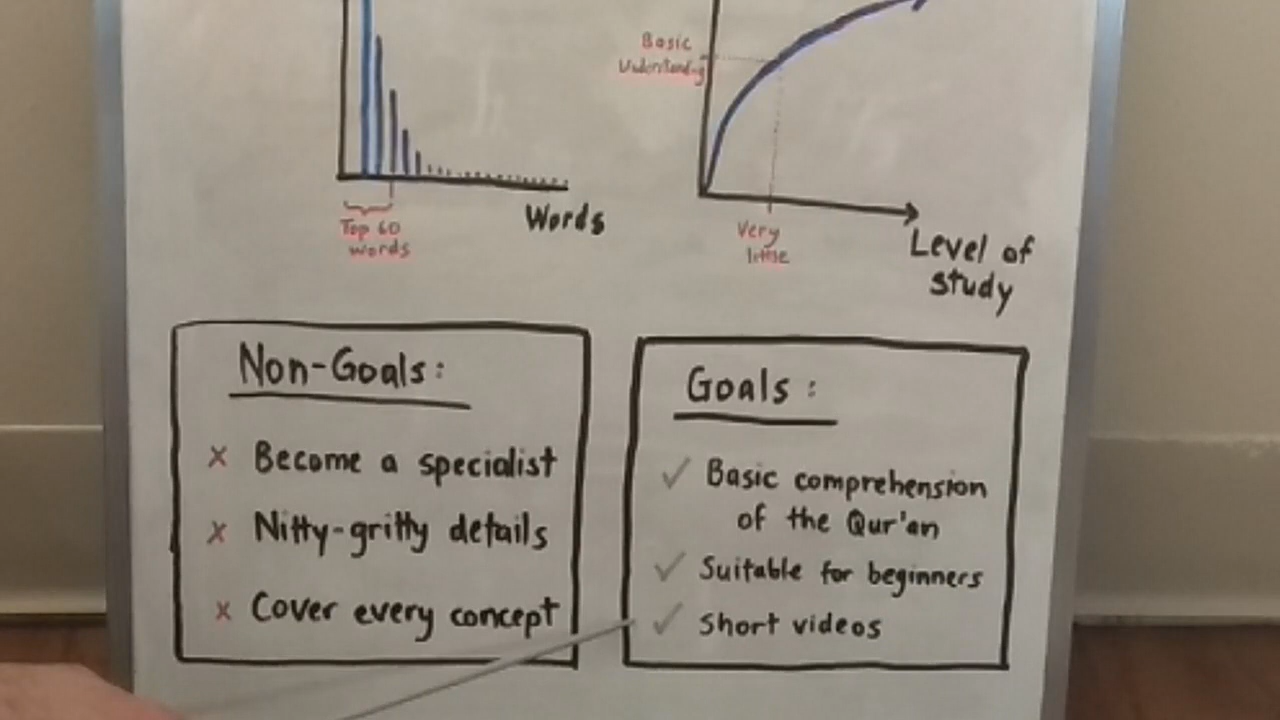 Basic
Understanding
Top 60
words
Words
Very
little
Level of
study
Non-Goals:
x Become a specialist
x Nitty-gritty details
x Cover every concept
Goals:
✓ Basic comprehension
of the Qur'an
✓ Suitable for beginners
✓ Short videos